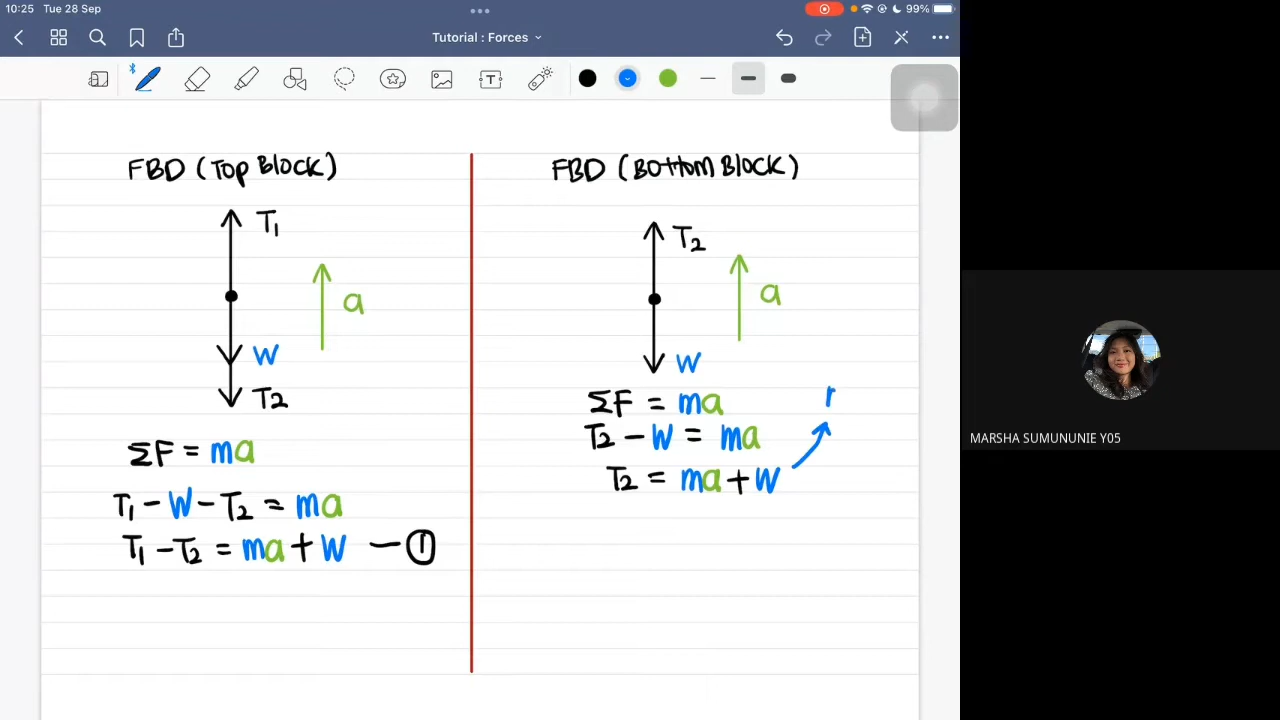 10:25 Tue 28 Sep
99%
Tutorial : Forces
T
FBD (Top Block)
T₁
a
W
T₂
ΣF = ma
T₁ - W - T₂ = ma
T₁ - T₂ = ma + W — ①
FBD (Bottom Block)
T₂
a
W
ΣF = ma
T₂ - W = ma
T₂ = ma + W
MARSHA SUMUNUNIE Y05